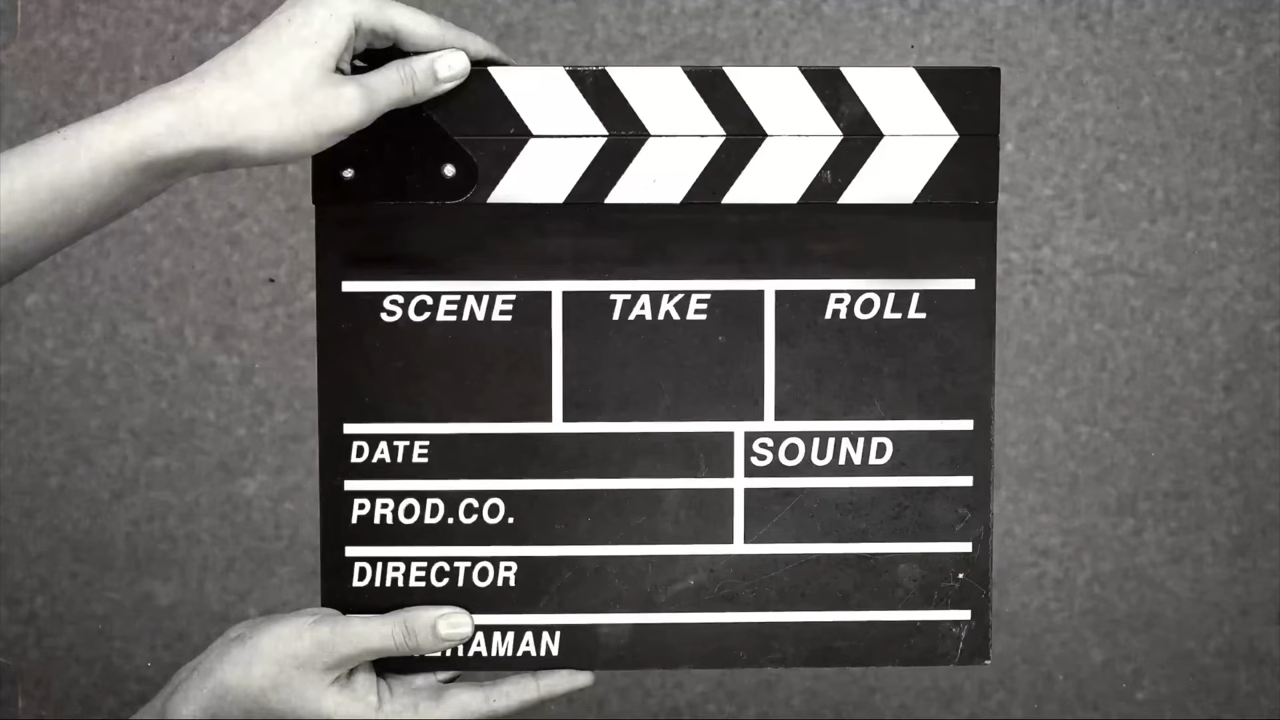 SCENE TAKE ROLL
DATE SOUND
PROD.CO.
DIRECTOR